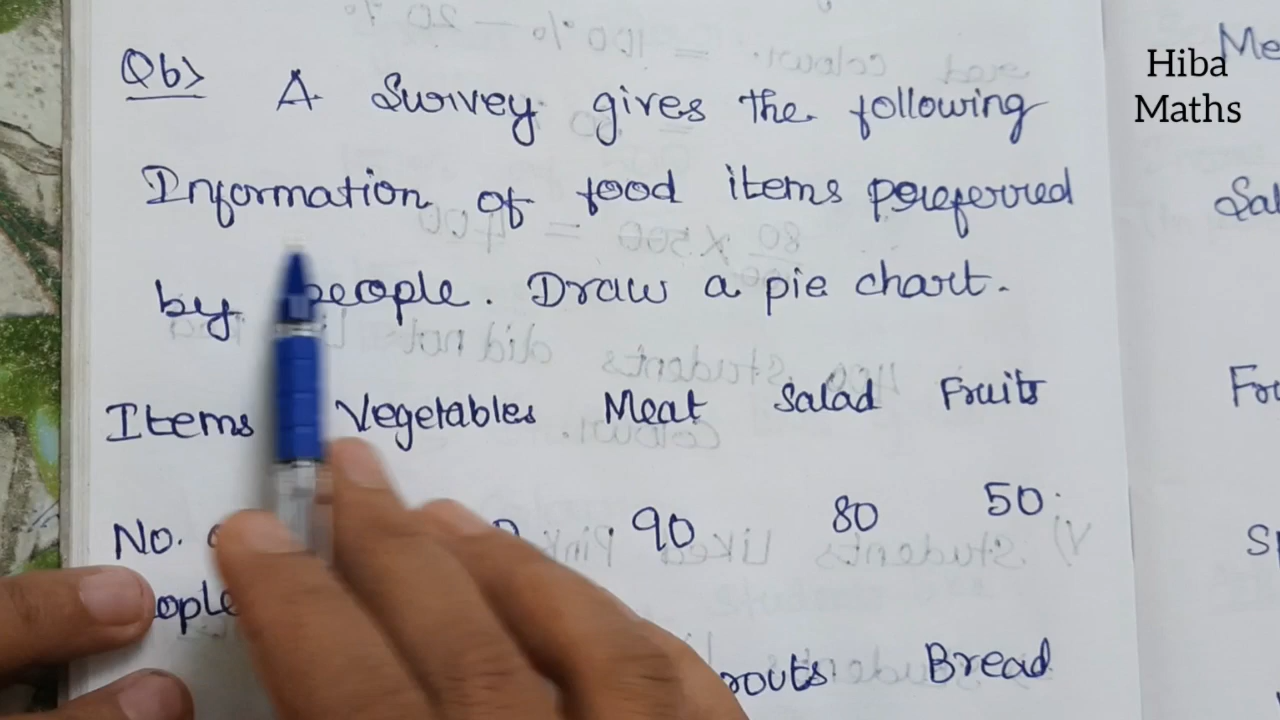 Q6> A Survey gives the following
Information of food items preferred
by people. Draw a pie chart.
Items Vegetables Meat Salad Fruits
No. 90 80 50
Bread
Hiba
Maths